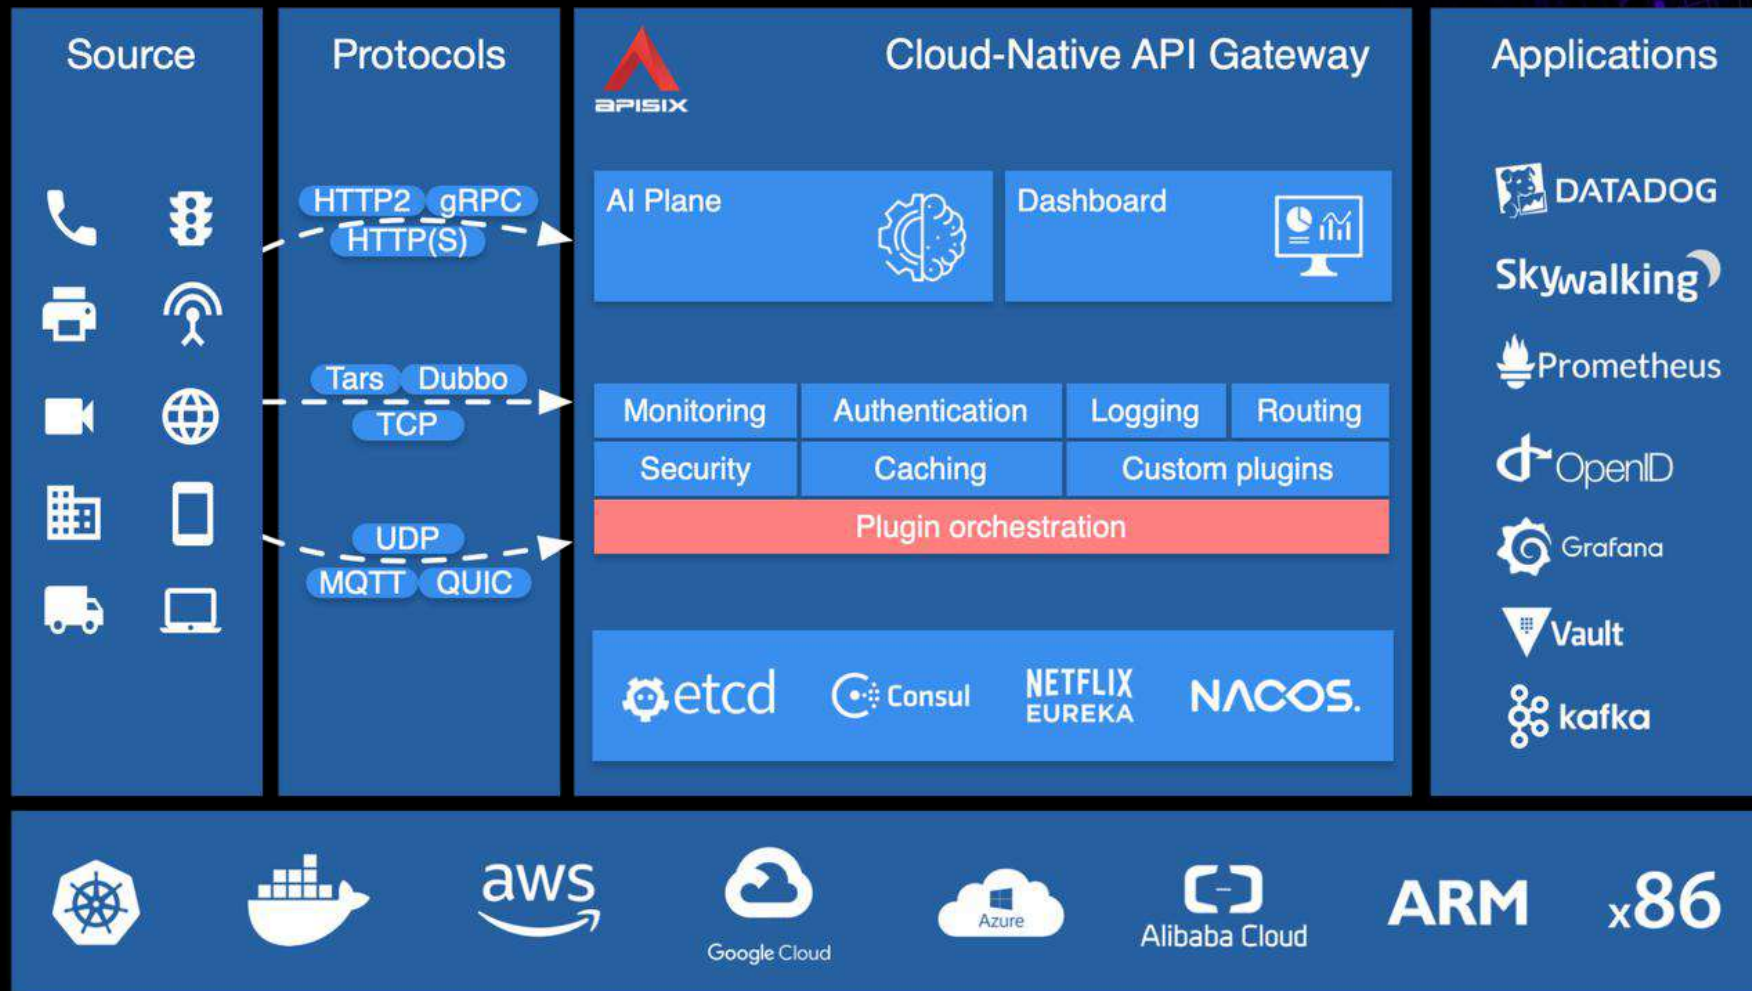 Source
Protocols
HTTP2 gRPC
HTTP(S)
Tars Dubbo
TCP
UDP
MQTT QUIC
APISIX
Cloud-Native API Gateway
AI Plane
Dashboard
Monitoring Authentication Logging Routing
Security Caching Custom plugins
Plugin orchestration
etcd
Consul
NETFLIX
EUREKA
NACOS.
Applications
DATADOG
Skywalking
Prometheus
OpenID
Grafana
Vault
kafka
aws
Google Cloud
Azure
Alibaba Cloud
ARM
x86